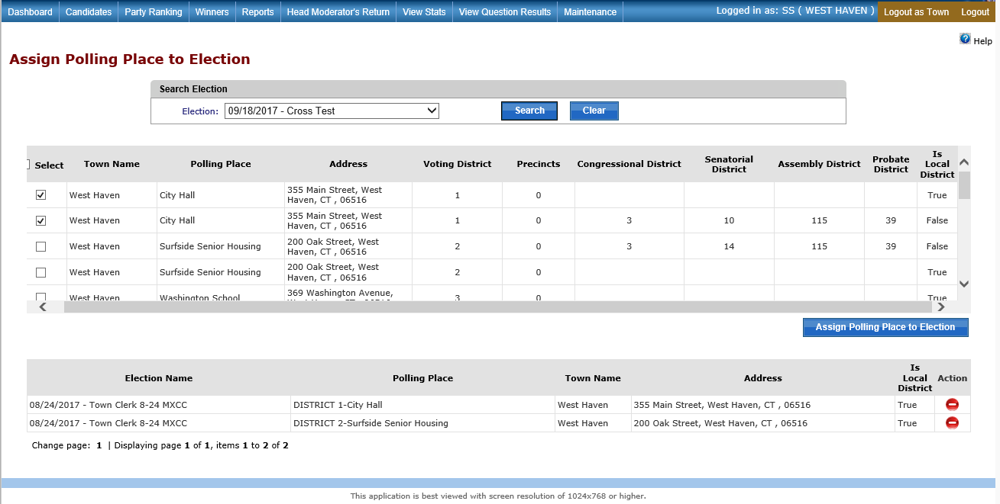 Dashboard Candidates Party Ranking Winners Reports Head Moderator's Return View Stats View Question Results Maintenance Logged in as: SS ( WEST HAVEN ) Logout as Town Logout
Help
Assign Polling Place to Election
Search Election
Election: 09/18/2017 - Cross Test Search Clear
Select Town Name Polling Place Address Voting District Precincts Congressional District Senatorial District Assembly District Probate District Is Local District
West Haven City Hall 355 Main Street, West Haven, CT , 06516 1 0 True
West Haven City Hall 355 Main Street, West Haven, CT , 06516 1 0 3 10 115 39 False
West Haven Surfside Senior Housing 200 Oak Street, West Haven, CT , 06516 2 0 3 14 115 39 False
West Haven Surfside Senior Housing 200 Oak Street, West Haven, CT , 06516 2 0 True
West Haven Washington School 369 Washington Avenue, 3 0 True
Assign Polling Place to Election
Election Name Polling Place Town Name Address Is Local District Action
08/24/2017 - Town Clerk 8-24 MXCC DISTRICT 1-City Hall West Haven 355 Main Street, West Haven, CT , 06516 True
08/24/2017 - Town Clerk 8-24 MXCC DISTRICT 2-Surfside Senior Housing West Haven 200 Oak Street, West Haven, CT , 06516 True
Change page: 1 | Displaying page 1 of 1, items 1 to 2 of 2
This application is best viewed with screen resolution of 1024x768 or higher.